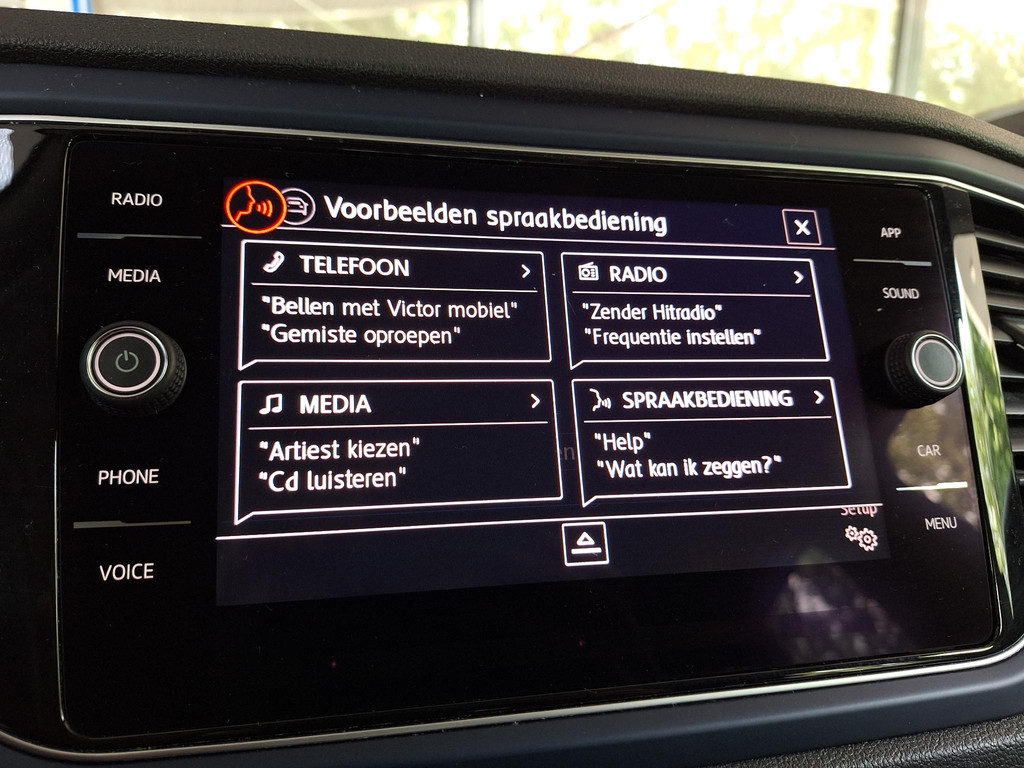 RADIO
MEDIA
PHONE
VOICE
Voorbeelden spraakbediening
TELEFOON
"Bellen met Victor mobiel"
"Gemiste oproepen"
RADIO
"Zender Hitradio"
"Frequentie instellen"
MEDIA
"Artiest kiezen"
"Cd luisteren"
SPRAAKBEDIENING
"Help"
"Wat kan ik zeggen?"
Setup
APP
SOUND
CAR
MENU